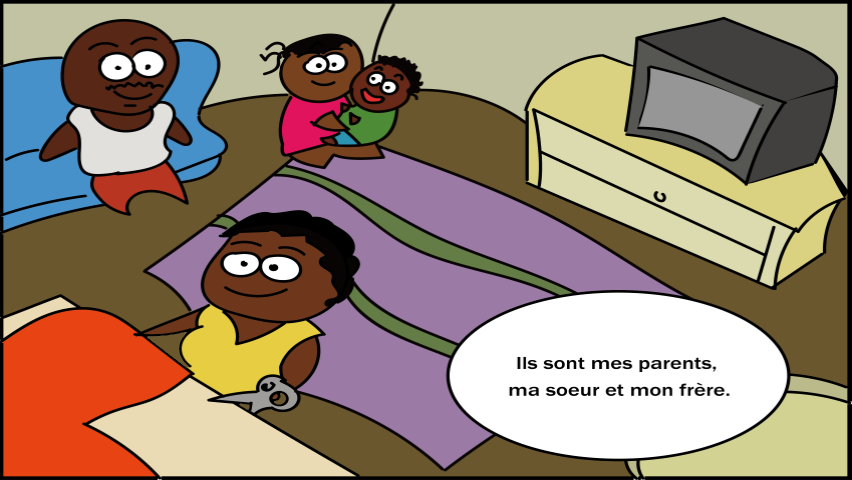 Ils sont mes parents,
ma soeur et mon frère.